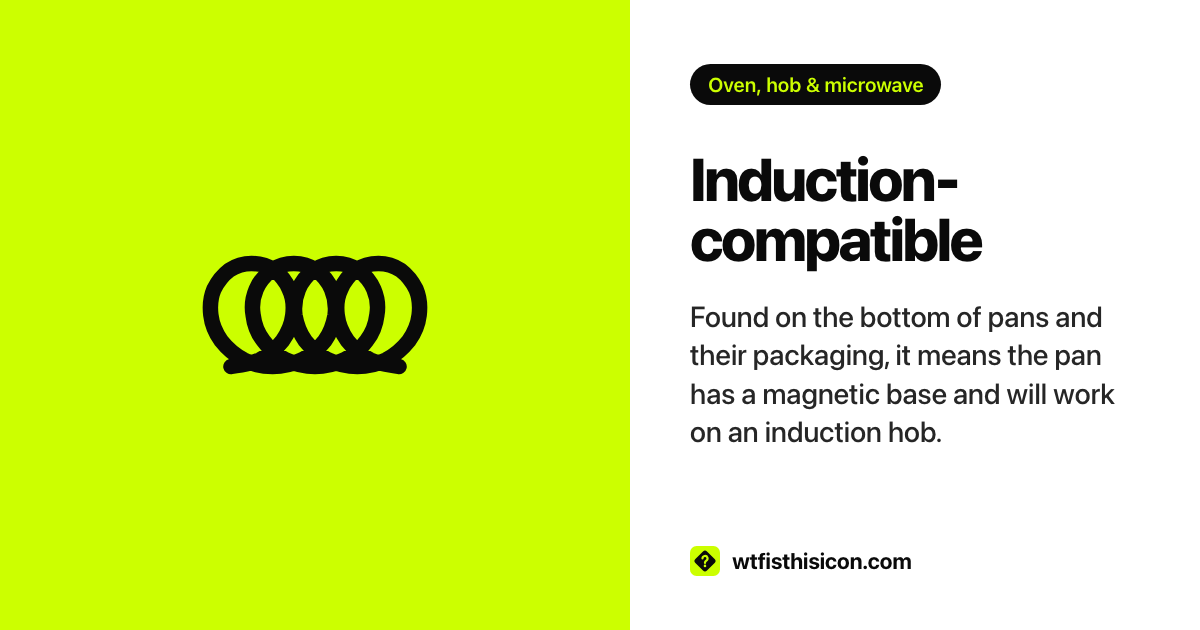 Oven, hob & microwave
Induction-
compatible
Found on the bottom of pans and
their packaging, it means the pan
has a magnetic base and will work
on an induction hob.
?
wtfisthisicon.com